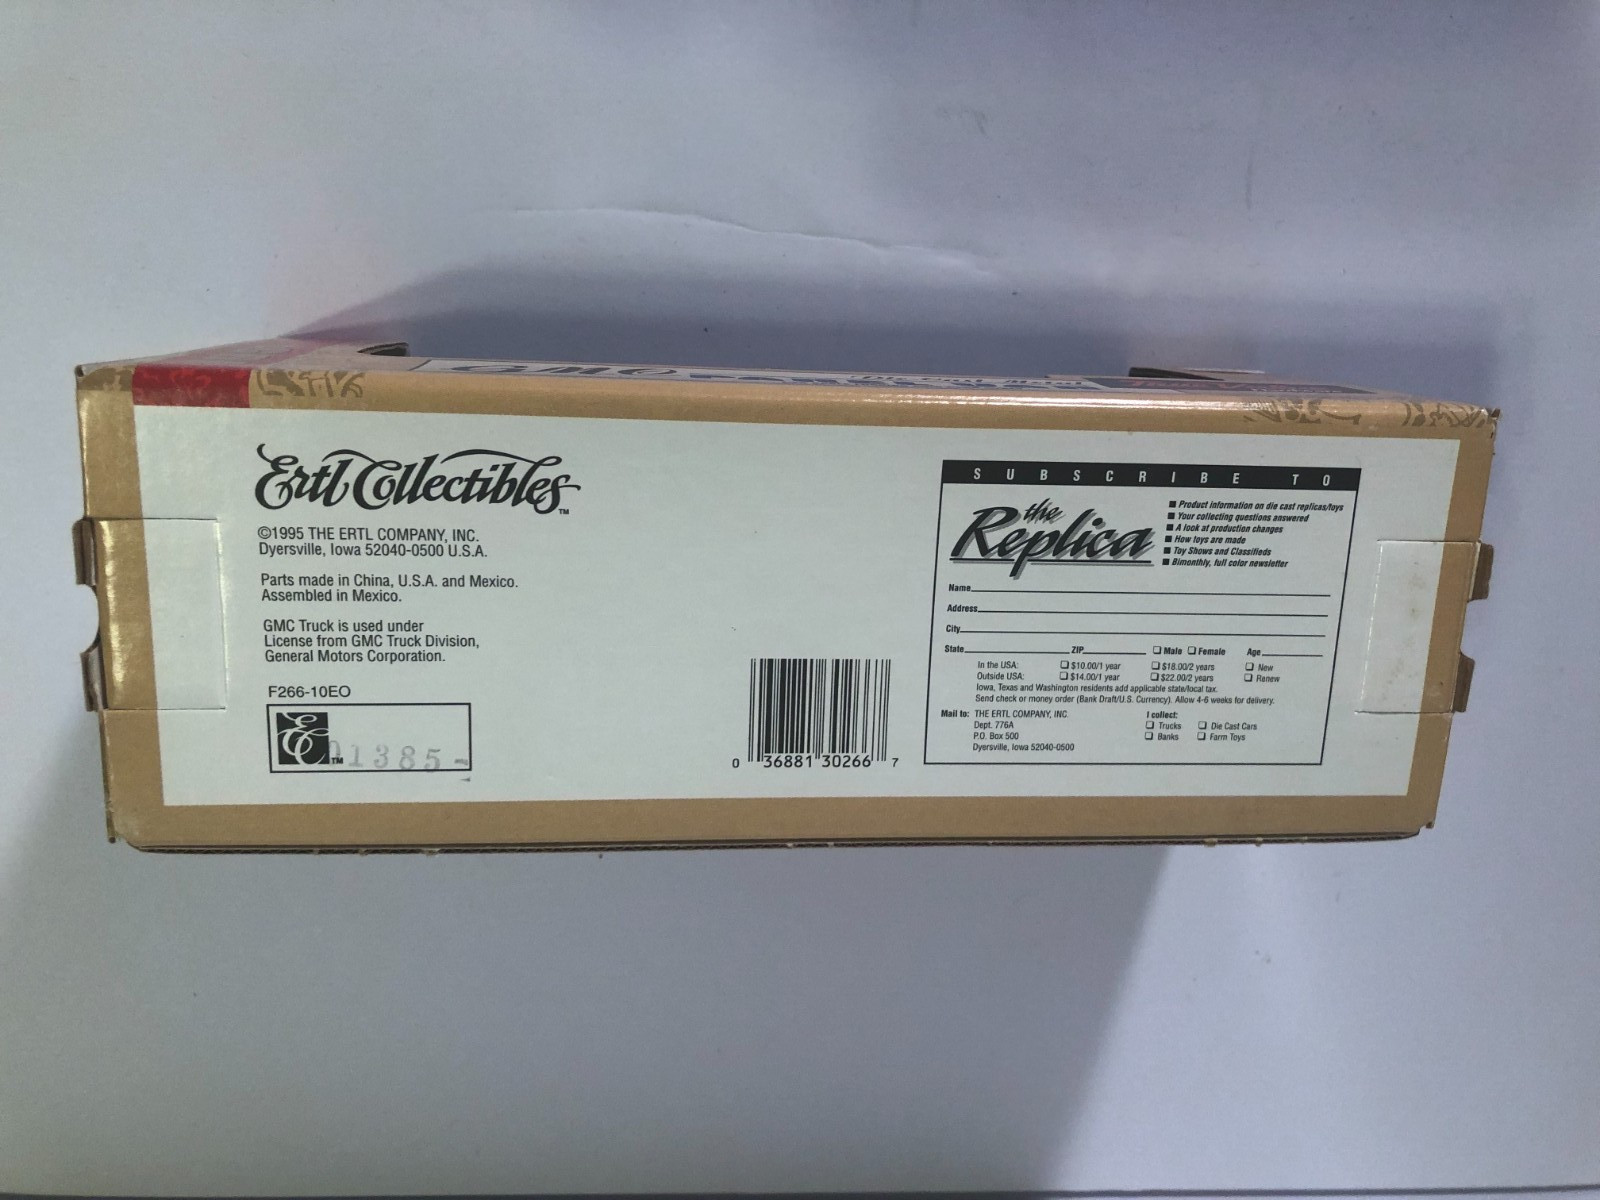 GMC
Ertl Collectibles™
©1995 THE ERTL COMPANY, INC.
Dyersville, Iowa 52040-0500 U.S.A.
Parts made in China, U.S.A. and Mexico.
Assembled in Mexico.
GMC Truck is used under
License from GMC Truck Division,
General Motors Corporation.
F266-10EO
TM 01385-
0 36881 30266 7
SUBSCRIBE TO
the
Replica
■ Product information on die cast replicas/toys
■ Your collecting questions answered
■ A look at production changes
■ How toys are made
■ Toy Shows and Classifieds
■ Bimonthly, full color newsletter
Name
Address
City
State ZIP ☐ Male ☐ Female Age
In the USA: ☐ $10.00/1 year ☐ $18.00/2 years ☐ New
Outside USA: ☐ $14.00/1 year ☐ $22.00/2 years ☐ Renew
Iowa, Texas and Washington residents add applicable state/local tax.
Send check or money order (Bank Draft/U.S. Currency). Allow 4-6 weeks for delivery.
Mail to: THE ERTL COMPANY, INC.
Dept. 776A
P.O. Box 500
Dyersville, Iowa 52040-0500
I collect:
☐ Trucks ☐ Die Cast Cars
☐ Banks ☐ Farm Toys